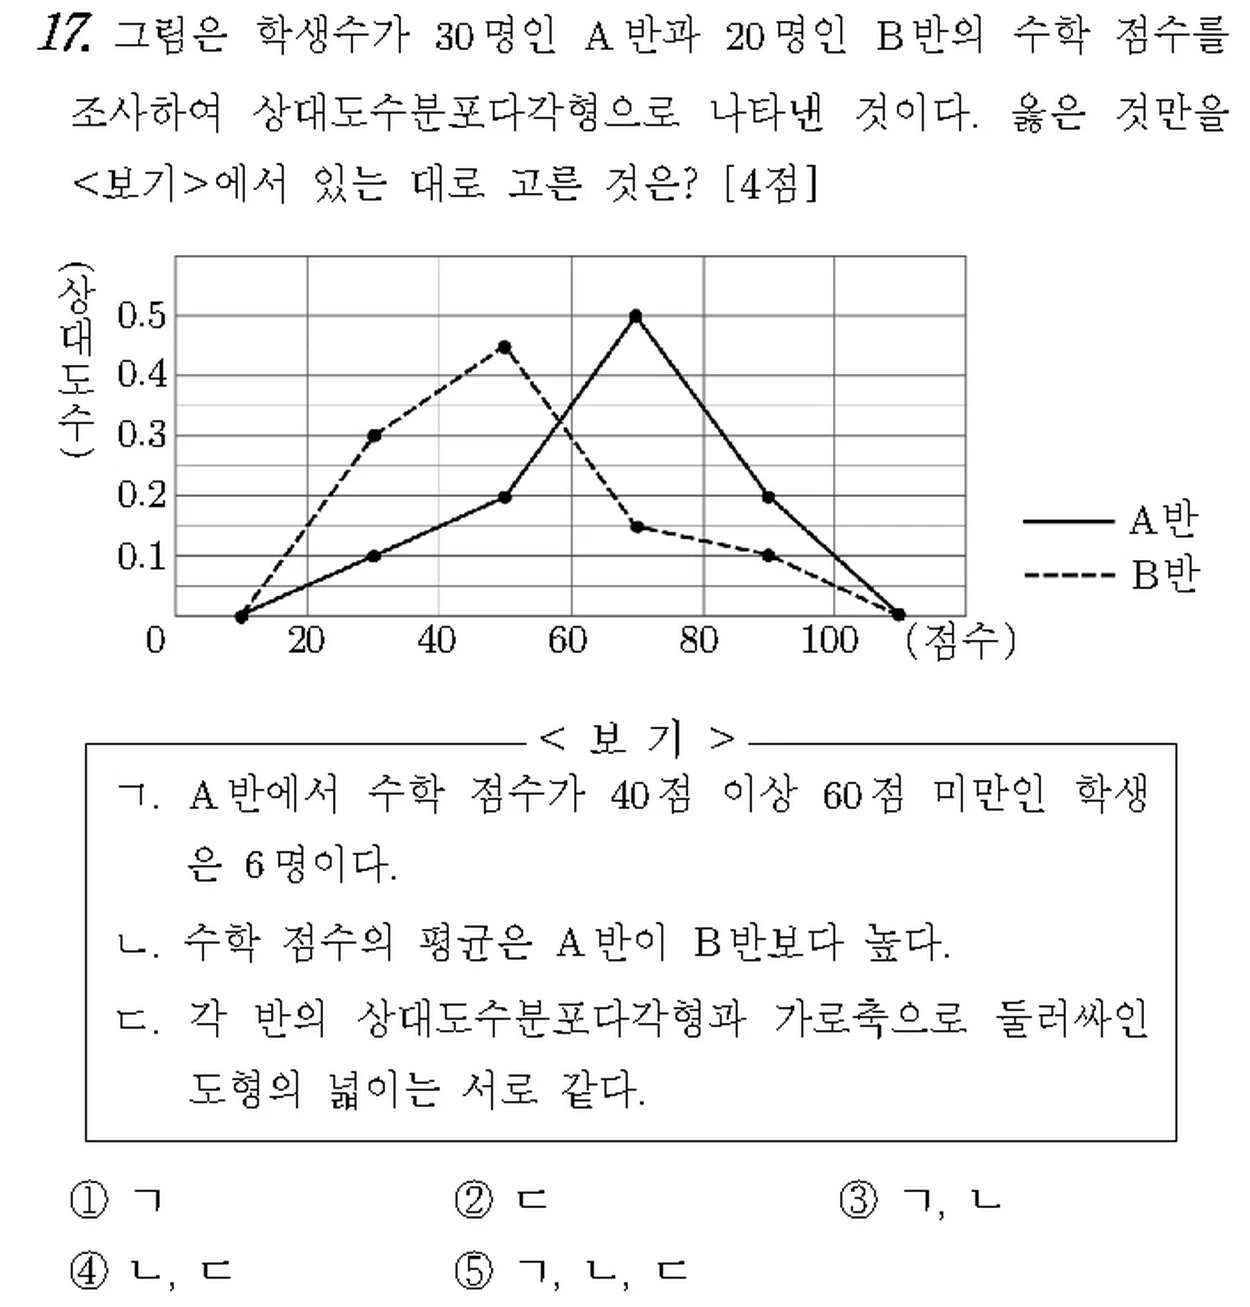 17. 그림은 학생수가 30명인 A반과 20명인 B반의 수학 점수를
조사하여 상대도수분포다각형으로 나타낸 것이다. 옳은 것만을
<보기>에서 있는 대로 고른 것은? [4점]
(상대도수)
0.5
0.4
0.3
0.2
0.1
0 20 40 60 80 100 (점수)
A반
B반
< 보 기 >
ㄱ. A반에서 수학 점수가 40점 이상 60점 미만인 학생
은 6명이다.
ㄴ. 수학 점수의 평균은 A반이 B반보다 높다.
ㄷ. 각 반의 상대도수분포다각형과 가로축으로 둘러싸인
도형의 넓이는 서로 같다.
① ㄱ ② ㄷ ③ ㄱ, ㄴ
④ ㄴ, ㄷ ⑤ ㄱ, ㄴ, ㄷ